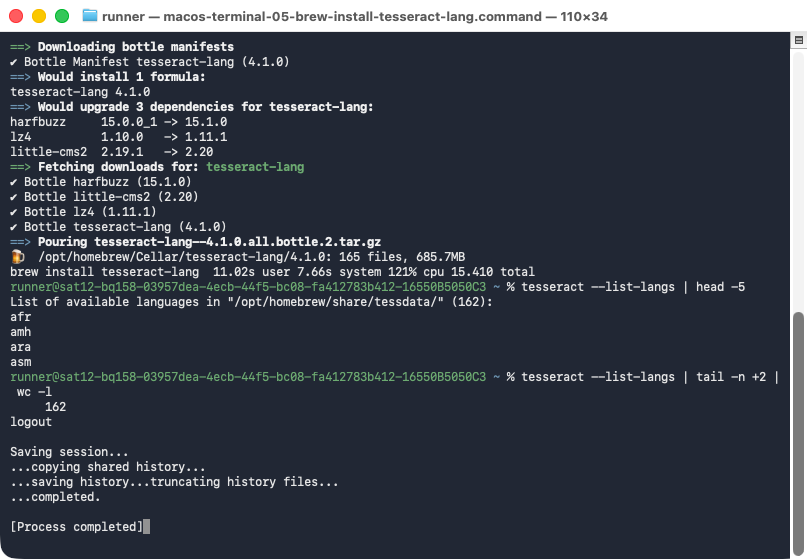 runner — macos-terminal-05-brew-install-tesseract-lang.command — 110×34
==> Downloading bottle manifests
✔ Bottle Manifest tesseract-lang (4.1.0)
==> Would install 1 formula:
tesseract-lang 4.1.0
==> Would upgrade 3 dependencies for tesseract-lang:
harfbuzz     15.0.0_1 -> 15.1.0
lz4          1.10.0   -> 1.11.1
little-cms2  2.19.1   -> 2.20
==> Fetching downloads for: tesseract-lang
✔ Bottle harfbuzz (15.1.0)
✔ Bottle little-cms2 (2.20)
✔ Bottle lz4 (1.11.1)
✔ Bottle tesseract-lang (4.1.0)
==> Pouring tesseract-lang--4.1.0.all.bottle.2.tar.gz
🍺  /opt/homebrew/Cellar/tesseract-lang/4.1.0: 165 files, 685.7MB
brew install tesseract-lang  11.02s user 7.66s system 121% cpu 15.410 total
runner@sat12-bq158-03957dea-4ecb-44f5-bc08-fa412783b412-16550B5050C3 ~ % tesseract --list-langs | head -5
List of available languages in "/opt/homebrew/share/tessdata/" (162):
afr
amh
ara
asm
runner@sat12-bq158-03957dea-4ecb-44f5-bc08-fa412783b412-16550B5050C3 ~ % tesseract --list-langs | tail -n +2 |
 wc -l
     162
logout

Saving session...
...copying shared history...
...saving history...truncating history files...
...completed.

[Process completed]